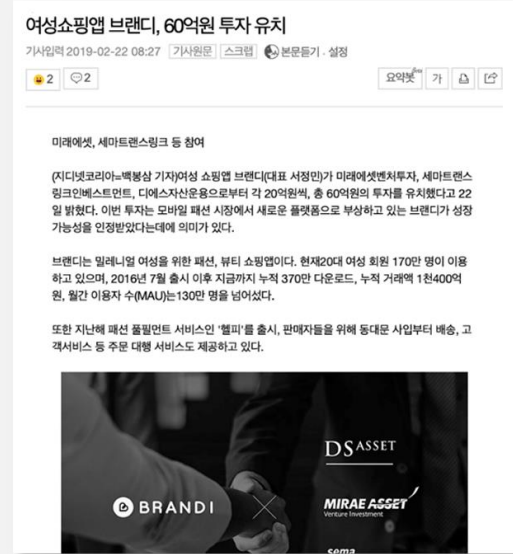 여성쇼핑앱 브랜디, 60억원 투자 유치
기사입력 2019-02-22 08:27 기사원문 스크랩 본문듣기 · 설정
2 2 요약봇 beta 가
미래에셋, 세마트랜스링크 등 참여
(지디넷코리아=백봉삼 기자)여성 쇼핑앱 브랜디(대표 서정민)가 미래에셋벤처투자, 세마트랜스
링크인베스트먼트, 디에스자산운용으로부터 각 20억원씩, 총 60억원의 투자를 유치했다고 22
일 밝혔다. 이번 투자는 모바일 패션 시장에서 새로운 플랫폼으로 부상하고 있는 브랜디가 성장
가능성을 인정받았다는데에 의미가 있다.
브랜디는 밀레니얼 여성을 위한 패션, 뷰티 쇼핑앱이다. 현재20대 여성 회원 170만 명이 이용
하고 있으며, 2016년 7월 출시 이후 지금까지 누적 370만 다운로드, 누적 거래액 1천400억
원, 월간 이용자 수(MAU)는130만 명을 넘어섰다.
또한 지난해 패션 풀필먼트 서비스인 '헬피'를 출시, 판매자들을 위해 동대문 사입부터 배송, 고
객서비스 등 주문 대행 서비스도 제공하고 있다.
DS ASSET
BRANDI
MIRAE ASSET
Venture Investment
sema